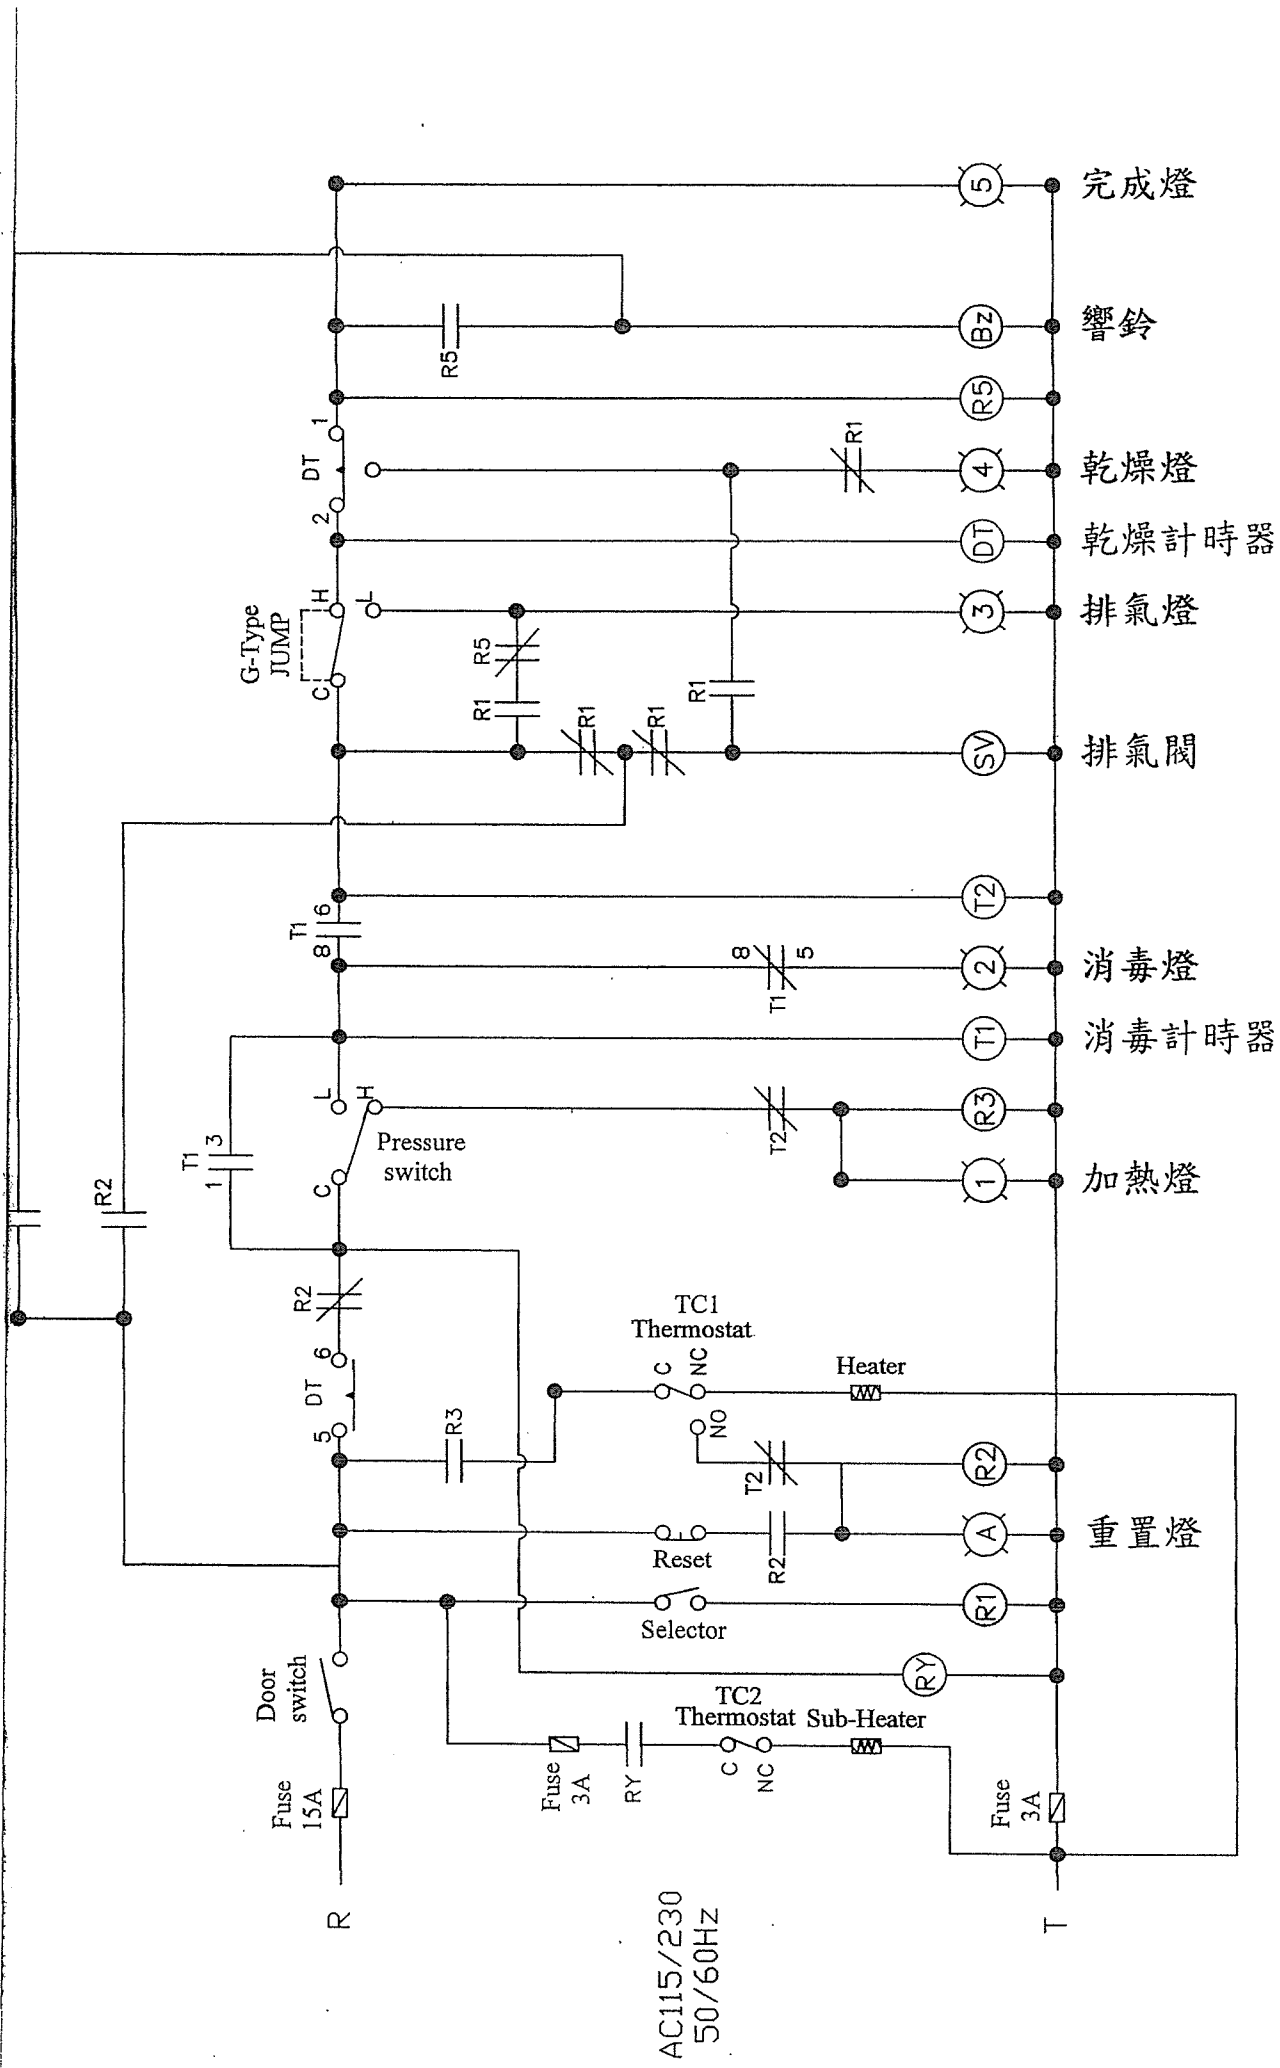 R
T
AC115/230
50/60Hz
Fuse
15A
Door
switch
Fuse
3A
RY
TC2
Thermostat
C
NC
Sub-Heater
Fuse
3A
RY
Selector
R1
Reset
R2
A
重置燈
5
DT
6
R3
TC1
Thermostat
C
NC
NO
T2
R2
Heater
R2
R2
T1
1
3
C
L
H
Pressure
switch
T2
1
加熱燈
R3
T1
消毒計時器
T1
8
5
2
消毒燈
T1
8
6
T2
R1
R1
SV
排氣閥
G-Type
JUMP
C
H
L
R1
R5
R1
3
排氣燈
DT
乾燥計時器
2
DT
1
R1
4
乾燥燈
R5
R5
Bz
響鈴
5
完成燈